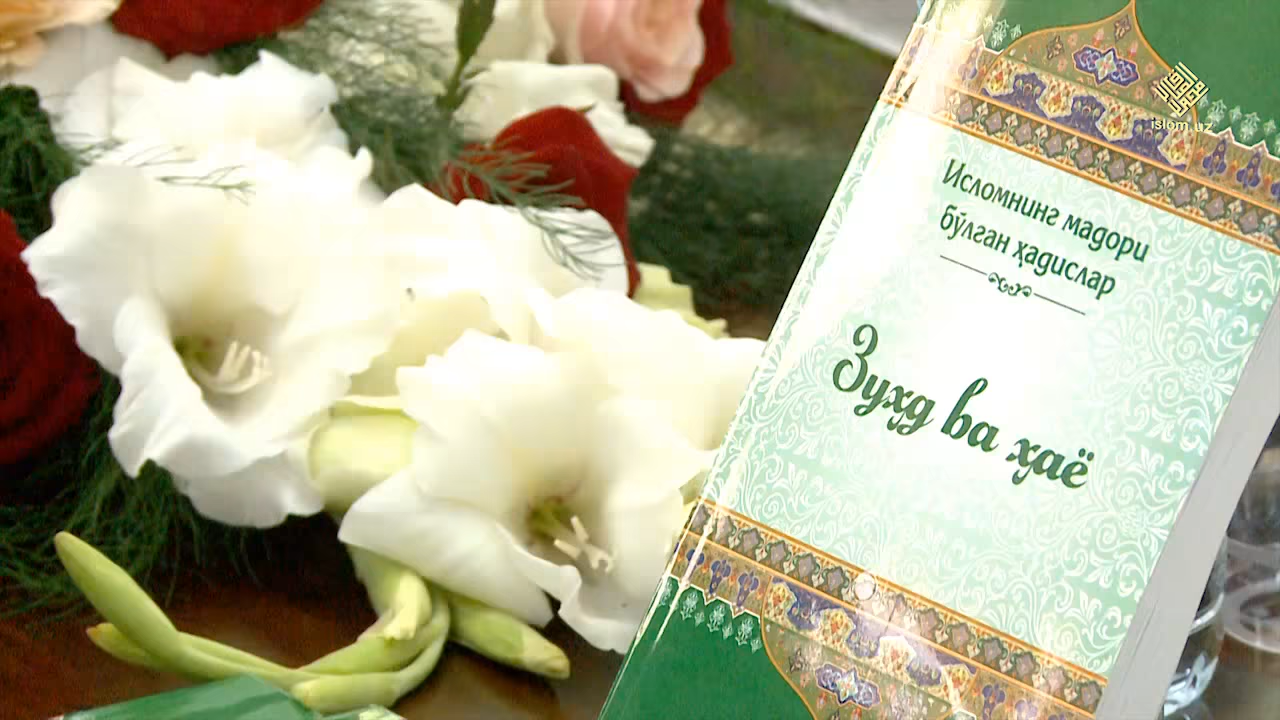 islom.uz
Исломнинг мадори
бўлган ҳадислар
Зуҳд ва ҳаё